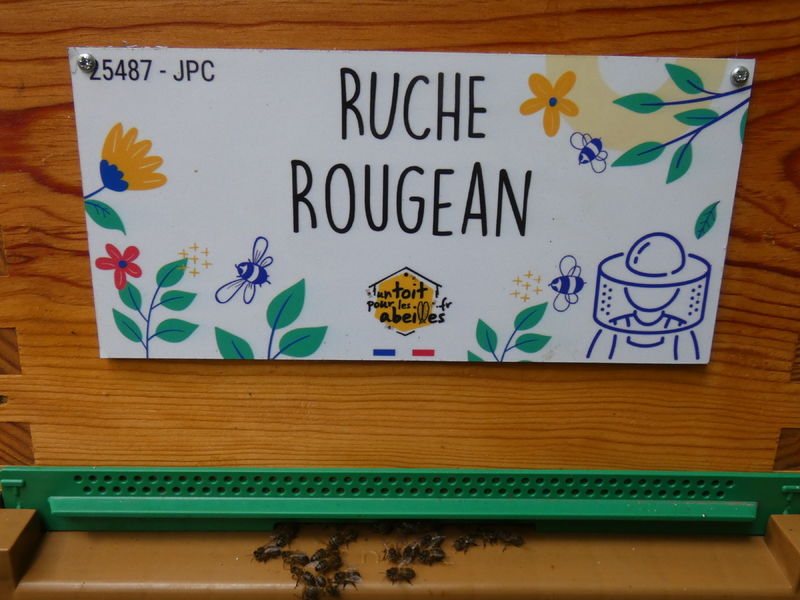 25487 - JPC
RUCHE
ROUGEAN
un toit
pour les .fr
abeilles